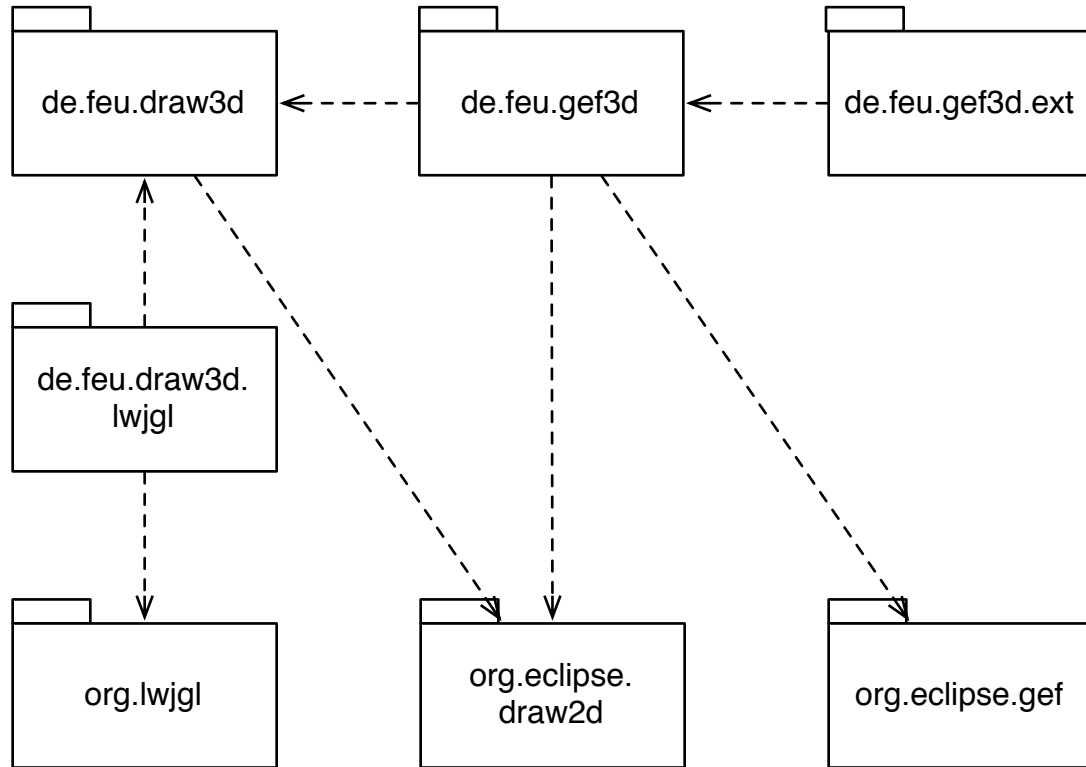 de.feu.draw3d
de.feu.gef3d
de.feu.gef3d.ext
de.feu.draw3d.
lwjgl
org.lwjgl
org.eclipse.
draw2d
org.eclipse.gef